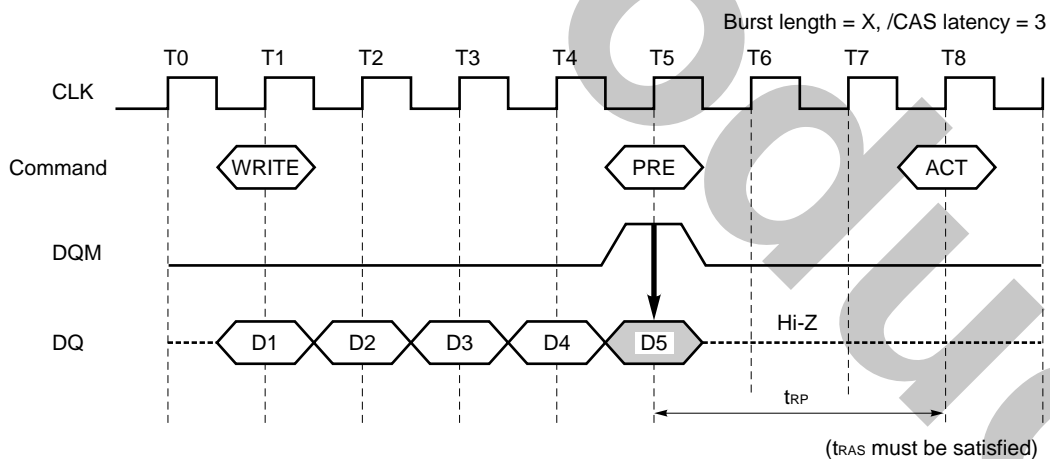 Burst length = X, /CAS latency = 3
T0 T1 T2 T3 T4 T5 T6 T7 T8
CLK
Command WRITE PRE ACT
DQM
DQ D1 D2 D3 D4 D5 Hi-Z
tRP
(tRAS must be satisfied)